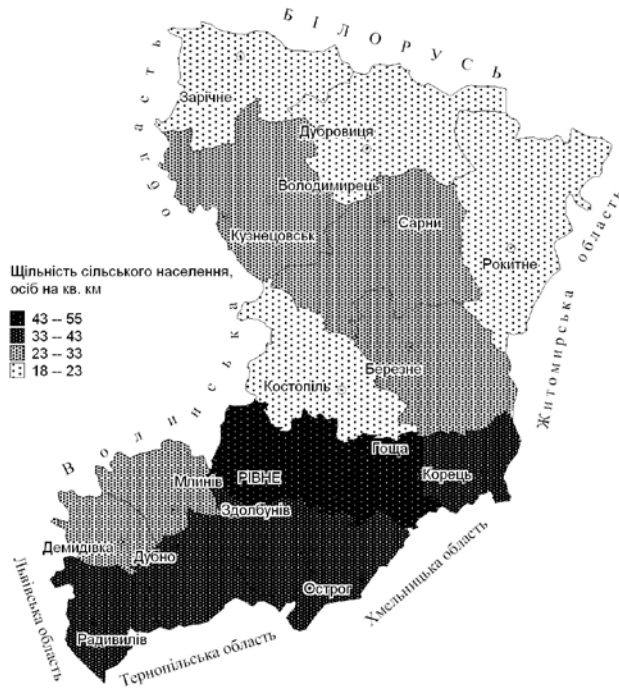 БІЛОРУСЬ
Зарічне
Дубровиця
Володимирець
Сарни
Кузнецовськ
Рокитне
область
Волинська
Житомирська область
Щільність сільського населення,
осіб на кв. км
43 -- 55
33 -- 43
23 -- 33
18 -- 23
Березне
Костопіль
Гоща
Корець
Млинів
РІВНЕ
Здолбунів
Демидівка
Дубно
Острог
Радивилів
Львівська область
Тернопільська область
Хмельницька область